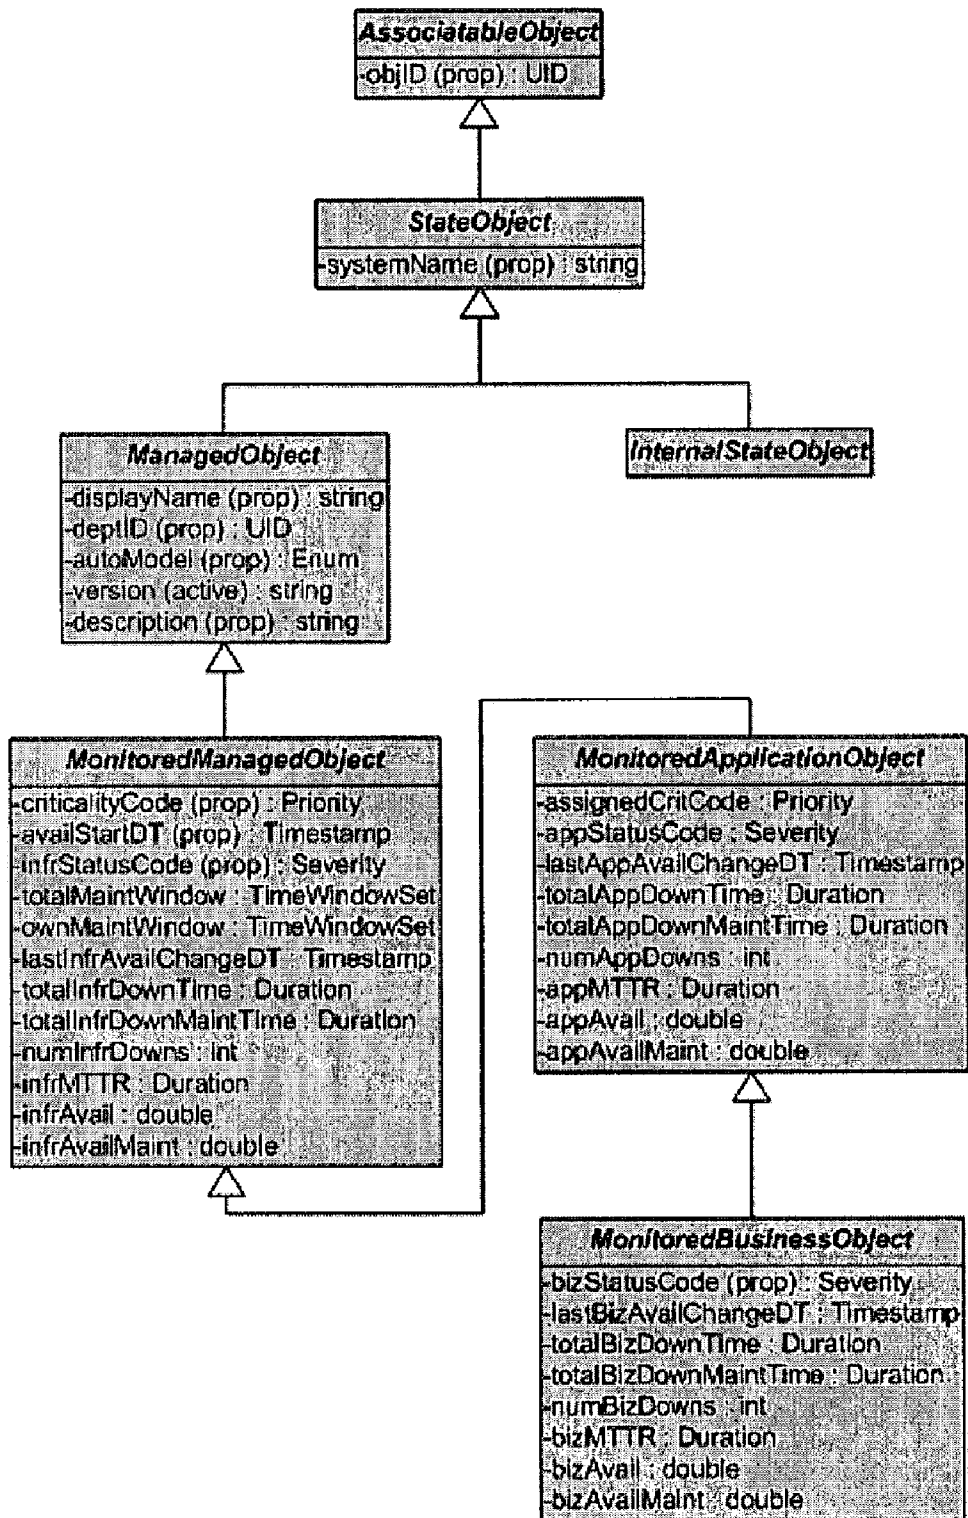 AssociatableObject
-objID (prop) : UID
StateObject
-systemName (prop) : string
ManagedObject
-displayName (prop) : string
-deptID (prop) : UID
-autoModel (prop) : Enum
-version (active) : string
-description (prop) : string
InternalStateObject
MonitoredManagedObject
-criticalityCode (prop) : Priority
-availStartDT (prop) : Timestamp
-infrStatusCode (prop) : Severity
-totalMaintWindow : TimeWindowSet
-ownMaintWindow : TimeWindowSet
-lastInfrAvailChangeDT : Timestamp
-totalInfrDownTime : Duration
-totalInfrDownMaintTime : Duration
-numInfrDowns : int
-infrMTTR : Duration
-infrAvail : double
-infrAvailMaint : double
MonitoredApplicationObject
-assignedCritCode : Priority
-appStatusCode : Severity
-lastAppAvailChangeDT : Timestamp
-totalAppDownTime : Duration
-totalAppDownMaintTime : Duration
-numAppDowns : int
-appMTTR : Duration
-appAvail : double
-appAvailMaint : double
MonitoredBusinessObject
-bizStatusCode (prop) : Severity
-lastBizAvailChangeDT : Timestamp
-totalBizDownTime : Duration
-totalBizDownMaintTime : Duration
-numBizDowns : int
-bizMTTR : Duration
-bizAvail : double
-bizAvailMaint : double